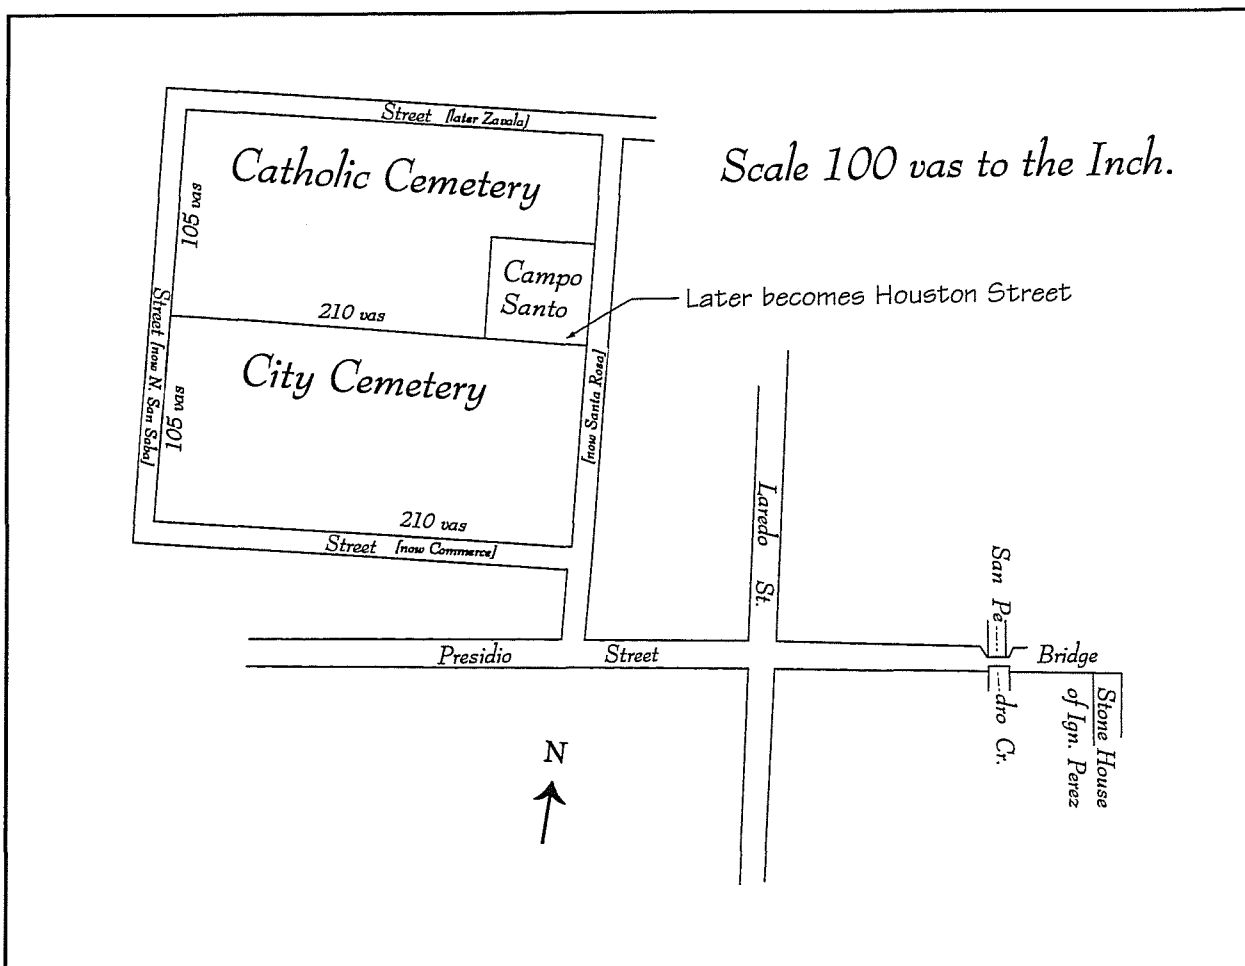 Street [later Zavala]
Catholic Cemetery
Scale 100 vas to the Inch.
105 vas
Campo
Santo
Later becomes Houston Street
210 vas
Street [now N. San Saba]
City Cemetery
[now Santa Rosa]
105 vas
210 vas
Street [now Commerce]
Laredo St.
San Pe
dro Cr.
Presidio Street
Bridge
Stone House
of Ign. Perez
N